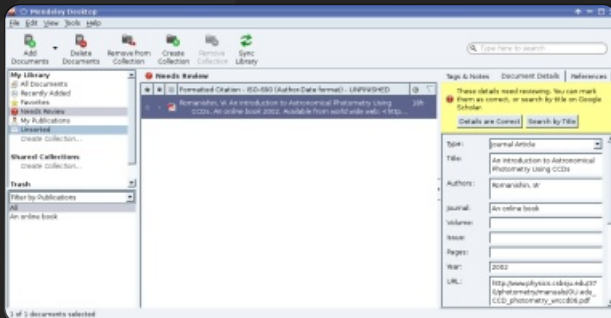 Mendeley Desktop
File Edit View Tools Help
Add Documents
Delete Documents
Remove from Collection
Create Collection
Remove Collection
Sync Library
Type here to search
My Library
All Documents
Recently Added
Favorites
Needs Review
My Publications
Unsorted
Create Collection...
Shared Collections
Create Collection...
Trash
Filter by Publications
All
An online book
Needs Review
Formatted Citation - ISO-690 (Author-Date format) - UNFINISHED
Romanishin, W An Introduction to Astronomical Photometry Using
CCDs. An online book 2002. Available from world wide web: <http...
Tags & Notes Document Details References
These details need reviewing. You can mark
them as correct, or search by title on Google
Scholar.
Details are Correct Search by Title
Type: Journal Article
Title: An Introduction to Astronomical
Photometry Using CCDs
Authors: Romanishin, W
Journal: An online book
Volume:
Issue:
Pages:
Year: 2002
URL:
1 of 1 documents selected